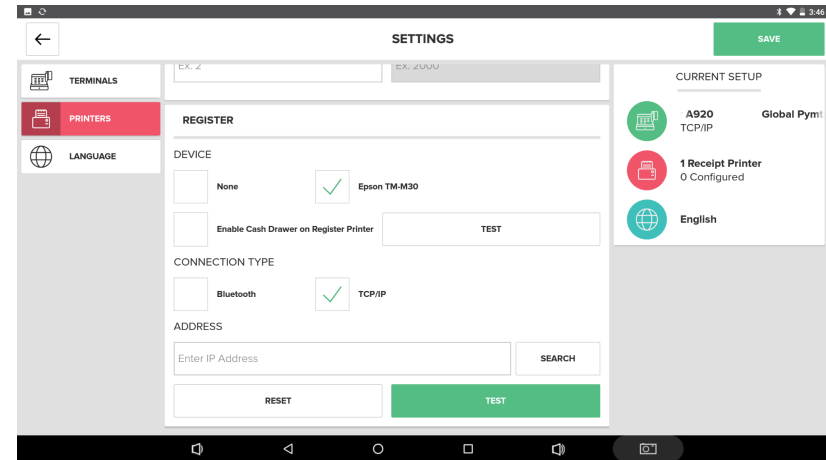 3:46
SETTINGS
SAVE
TERMINALS
PRINTERS
LANGUAGE
Ex. 2
Ex. 2000
REGISTER
DEVICE
None
Epson TM-M30
Enable Cash Drawer on Register Printer
TEST
CONNECTION TYPE
Bluetooth
TCP/IP
ADDRESS
Enter IP Address
SEARCH
RESET
TEST
CURRENT SETUP
A920 Global Pymt
TCP/IP
1 Receipt Printer
0 Configured
English